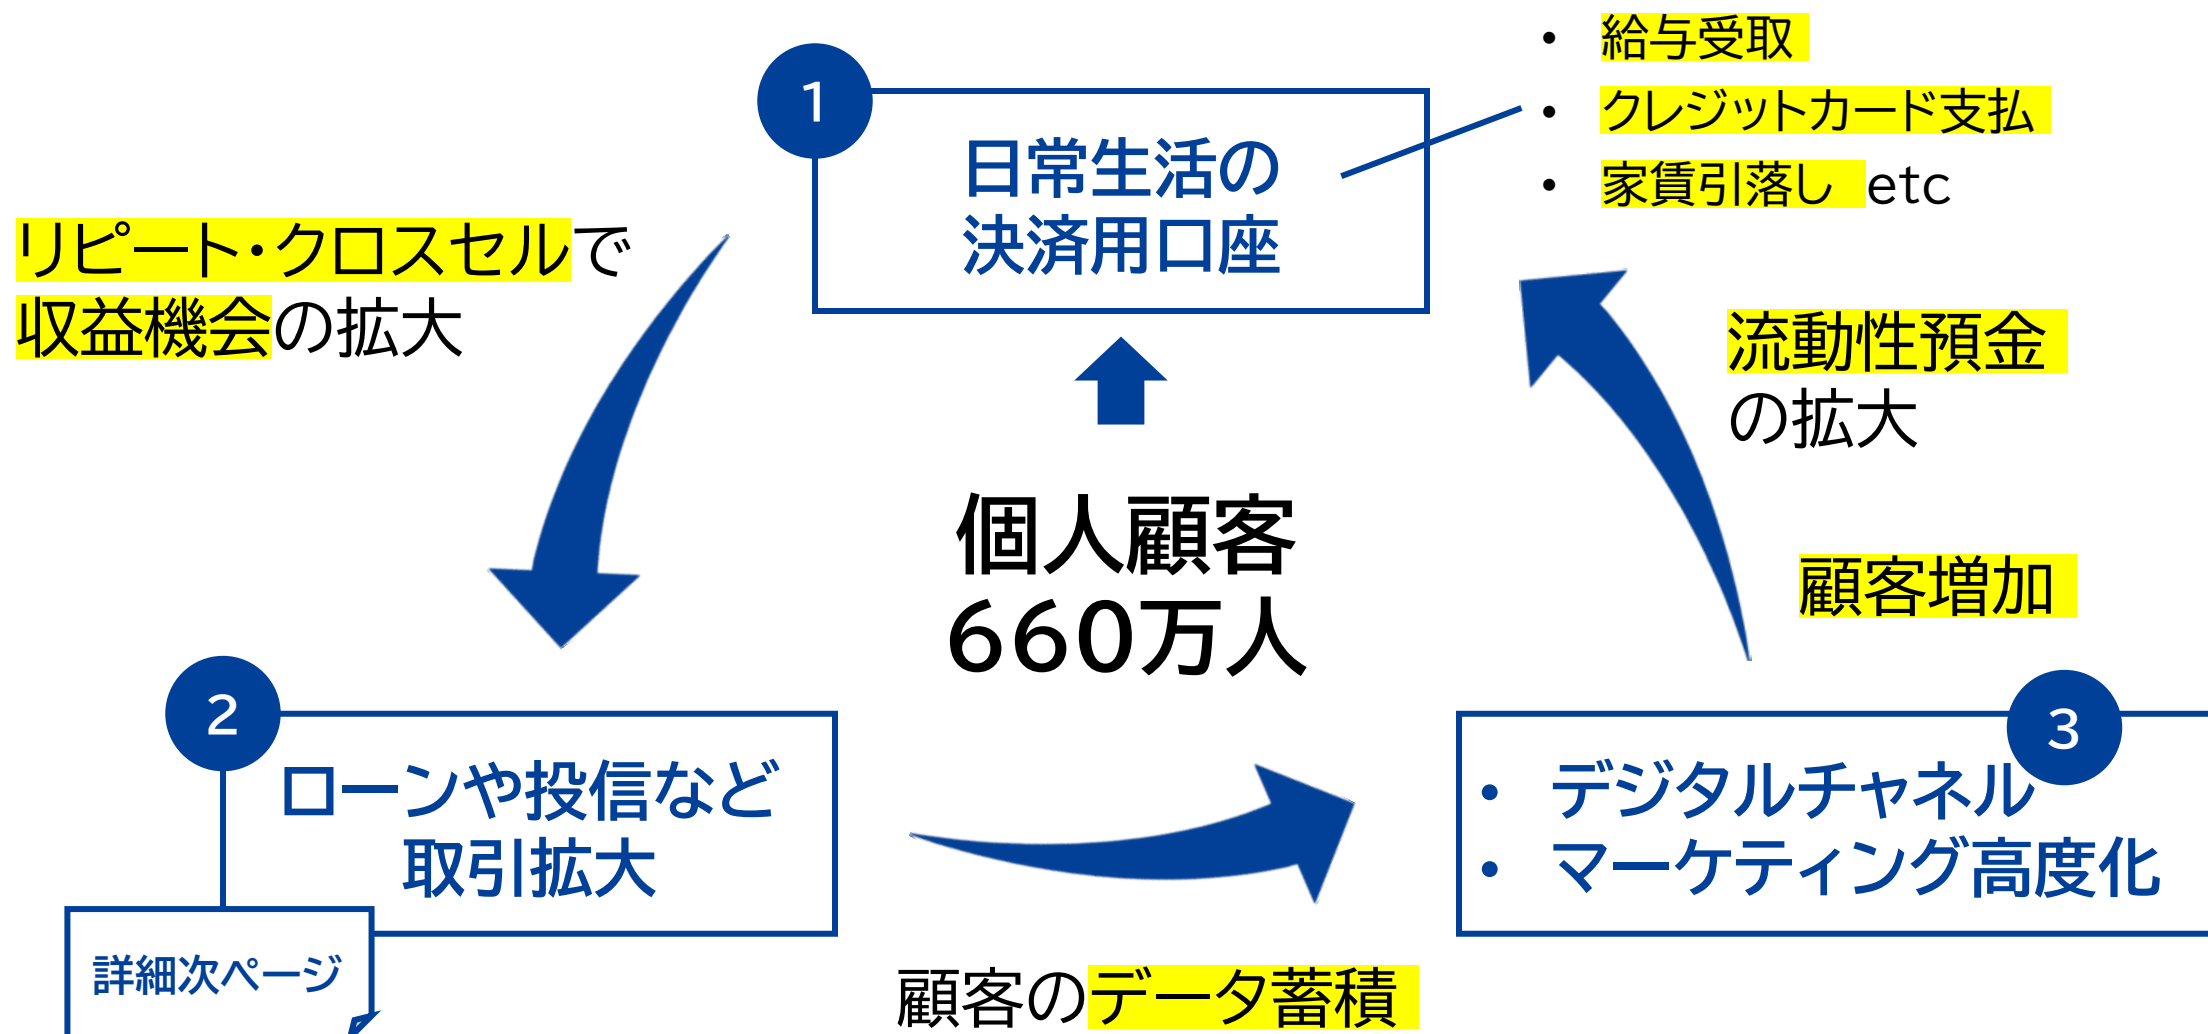 1
日常生活の
決済用口座
• 給与受取
• クレジットカード支払
• 家賃引落し etc
リピート・クロスセルで
収益機会の拡大
流動性預金
の拡大
顧客増加
個人顧客
660万人
2
ローンや投信など
取引拡大
詳細次ページ
3
• デジタルチャネル
• マーケティング高度化
顧客のデータ蓄積